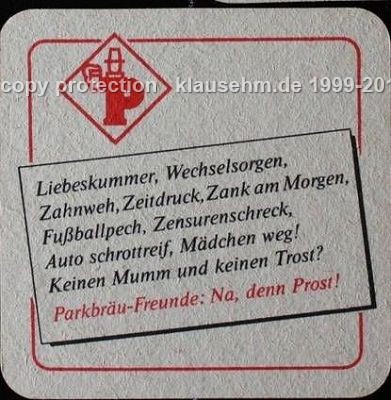 copy protection klausehm.de 1999-201
P
Liebeskummer, Wechselsorgen,
Zahnweh, Zeitdruck, Zank am Morgen,
Fußballpech, Zensurenschreck,
Auto schrottreif, Mädchen weg!
Keinen Mumm und keinen Trost?
Parkbräu-Freunde: Na, denn Prost!